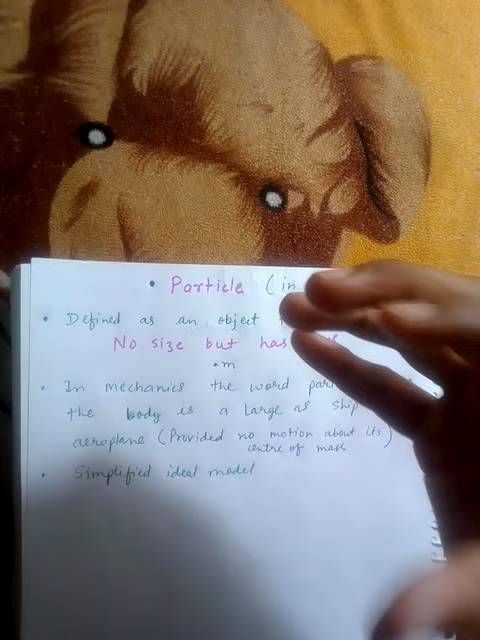 • Particle (in
• Defined as an object
No size but has
• m
• In mechanics the word
the body is a large as ship
aeroplane (Provided no motion about its)
centre of mass
• Simplified ideal model